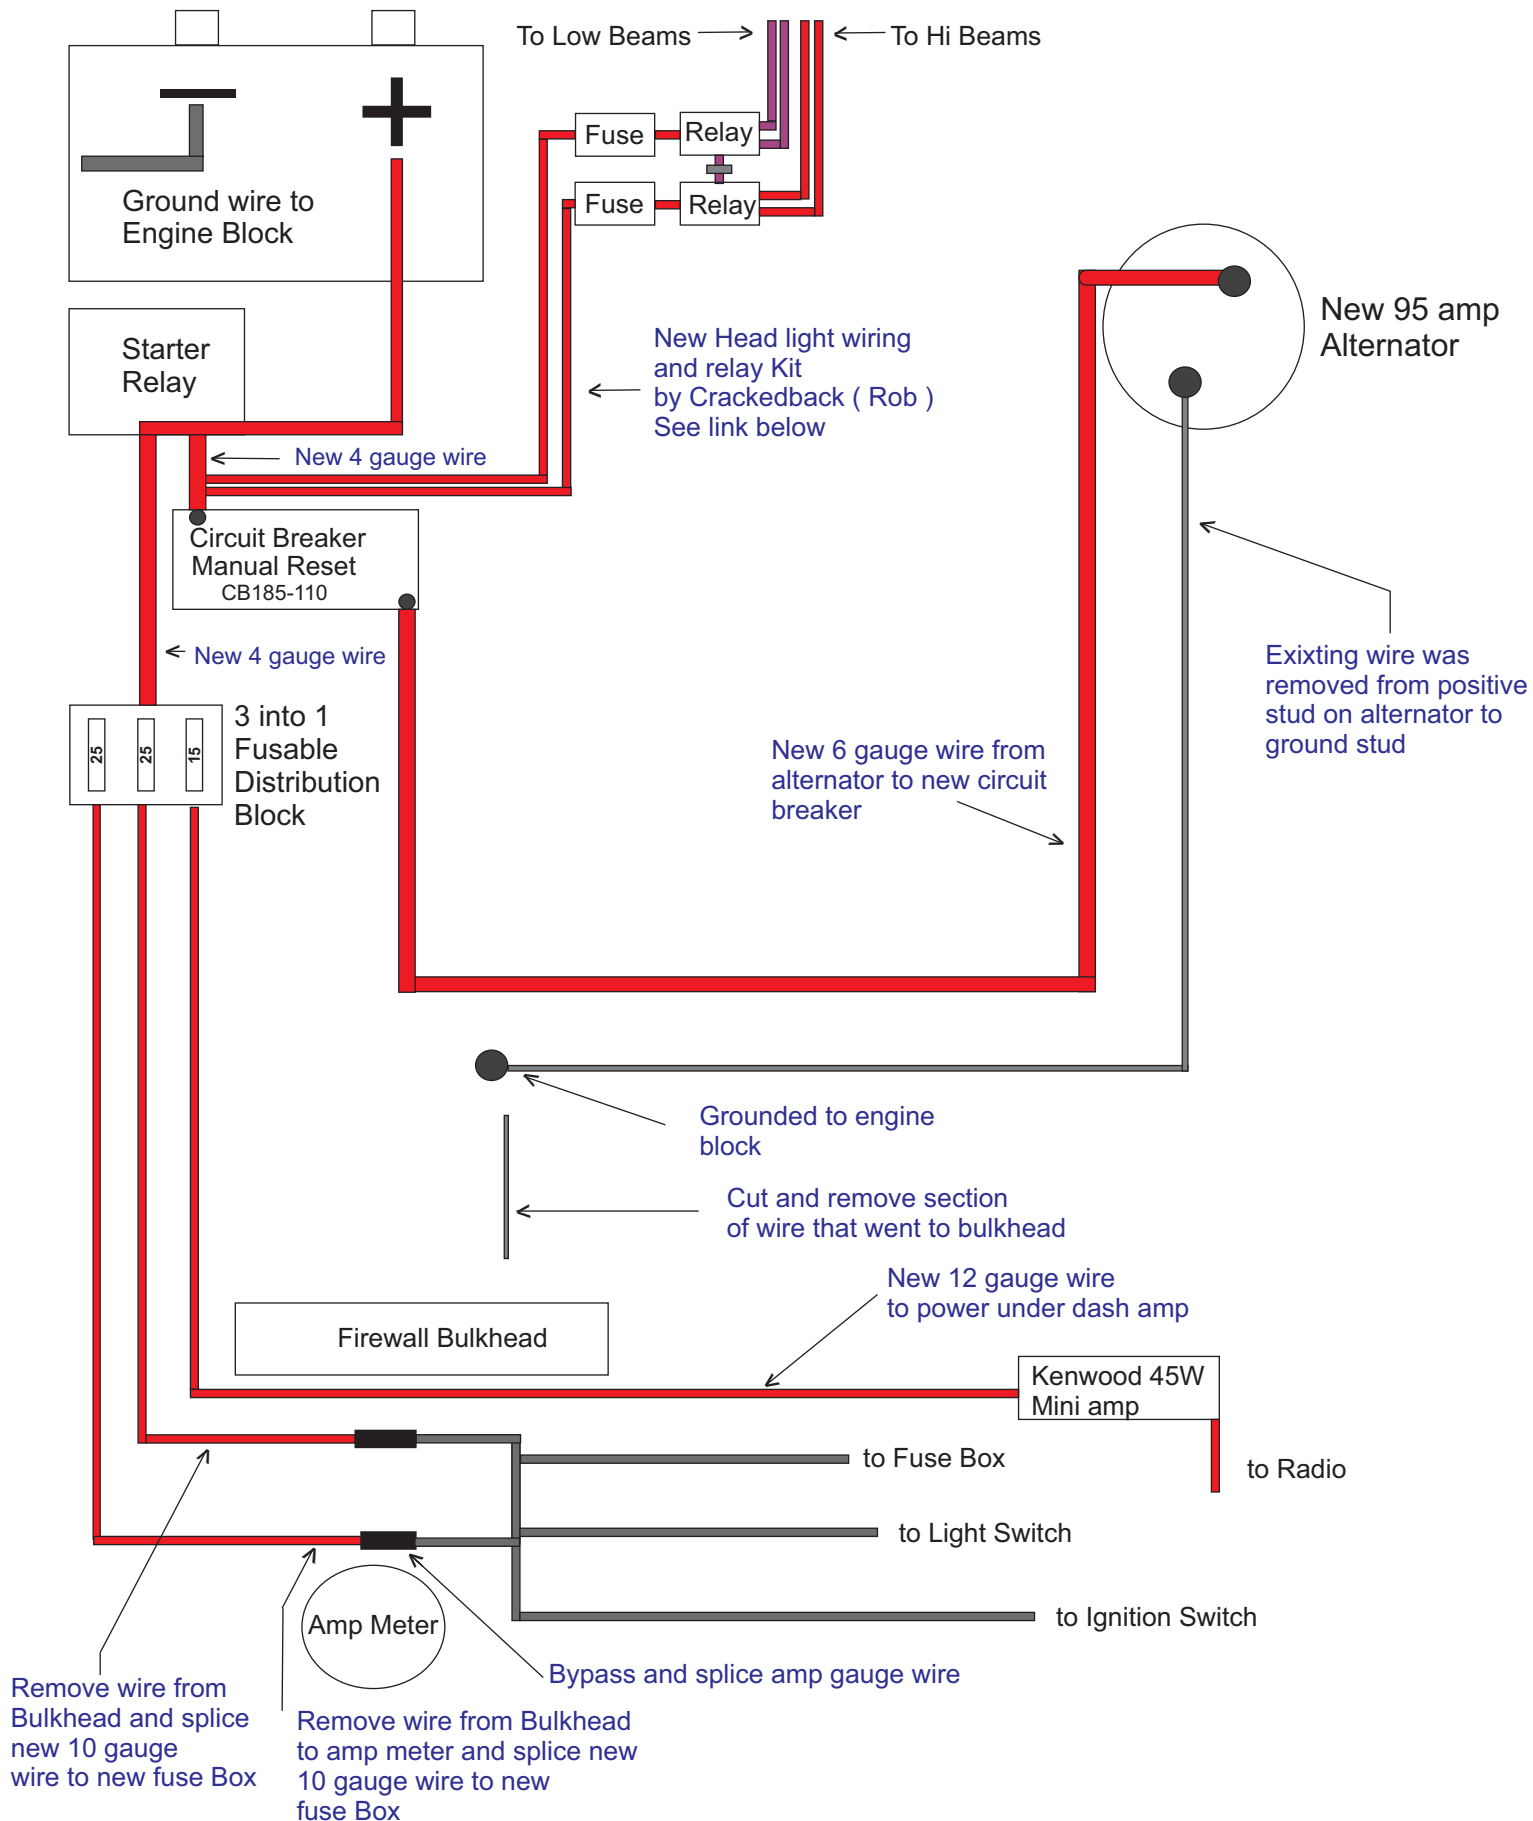 To Low Beams
To Hi Beams
Fuse
Relay
Fuse
Relay
Ground wire to
Engine Block
Starter
Relay
New 4 gauge wire
New Head light wiring
and relay Kit
by Crackedback ( Rob )
See link below
New 95 amp
Alternator
Circuit Breaker
Manual Reset
CB185-110
New 4 gauge wire
25
25
15
3 into 1
Fusable
Distribution
Block
Exixting wire was
removed from positive
stud on alternator to
ground stud
New 6 gauge wire from
alternator to new circuit
breaker
Grounded to engine
block
Cut and remove section
of wire that went to bulkhead
New 12 gauge wire
to power under dash amp
Firewall Bulkhead
Kenwood 45W
Mini amp
to Fuse Box
to Radio
to Light Switch
to Ignition Switch
Amp Meter
Bypass and splice amp gauge wire
Remove wire from
Bulkhead and splice
new 10 gauge
wire to new fuse Box
Remove wire from Bulkhead
to amp meter and splice new
10 gauge wire to new
fuse Box